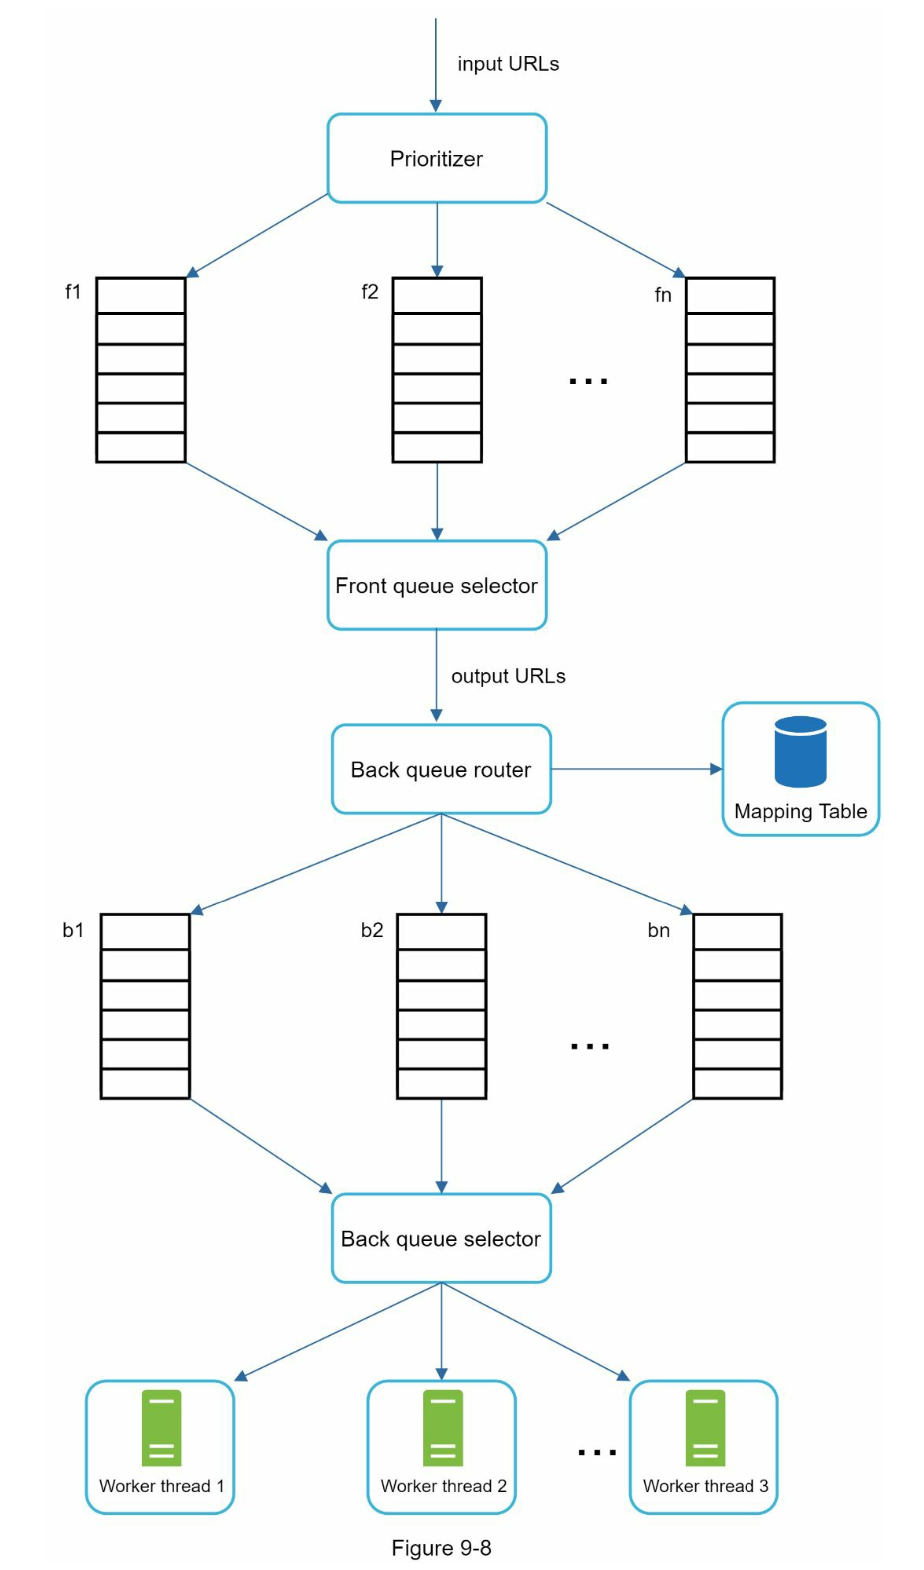 input URLs
Prioritizer
f1
f2
fn
...
Front queue selector
output URLs
Back queue router
Mapping Table
b1
b2
bn
...
Back queue selector
...
Worker thread 1
Worker thread 2
Worker thread 3
Figure 9-8